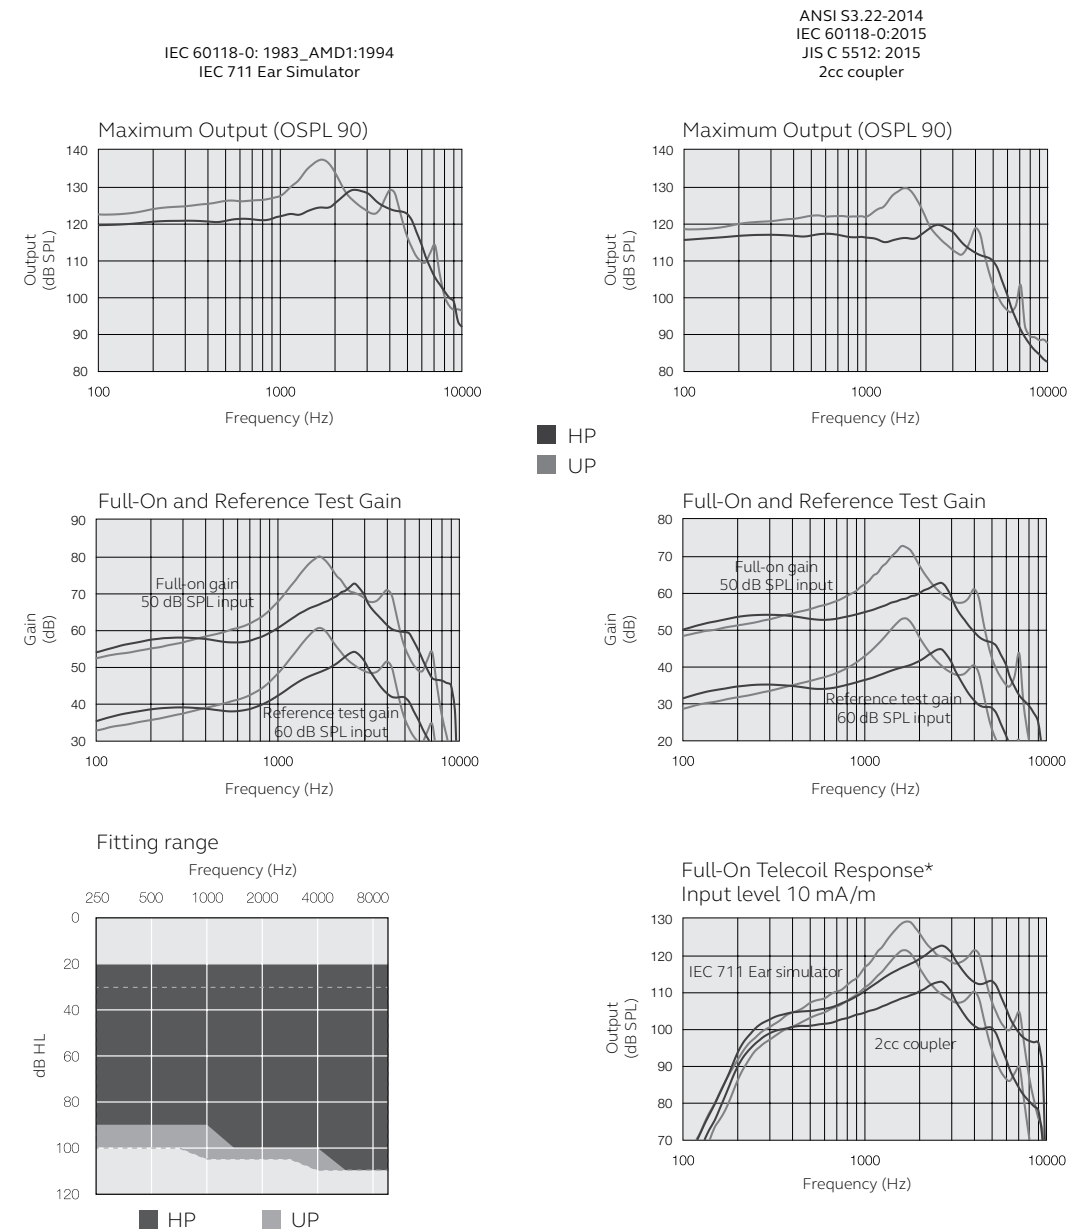 IEC 60118-0: 1983_AMD1:1994
IEC 711 Ear Simulator
ANSI S3.22-2014
IEC 60118-0:2015
JIS C 5512: 2015
2cc coupler
Maximum Output (OSPL 90)
140
130
120
110
100
90
80
Output
(dB SPL)
100 1000 10000
Frequency (Hz)
Maximum Output (OSPL 90)
140
130
120
110
100
90
80
Output
(dB SPL)
100 1000 10000
Frequency (Hz)
HP
UP
Full-On and Reference Test Gain
90
80
70
60
50
40
30
Gain
(dB)
Full-on gain
50 dB SPL input
Reference test gain
60 dB SPL input
100 1000 10000
Frequency (Hz)
Full-On and Reference Test Gain
80
70
60
50
40
30
20
Gain
(dB)
Full-on gain
50 dB SPL input
Reference test gain
60 dB SPL input
100 1000 10000
Frequency (Hz)
Fitting range
Frequency (Hz)
250 500 1000 2000 4000 8000
0
20
40
60
80
100
120
dB HL
HP UP
Full-On Telecoil Response*
Input level 10 mA/m
130
120
110
100
90
80
70
Output
(dB SPL)
IEC 711 Ear simulator
2cc coupler
100 1000 10000
Frequency (Hz)